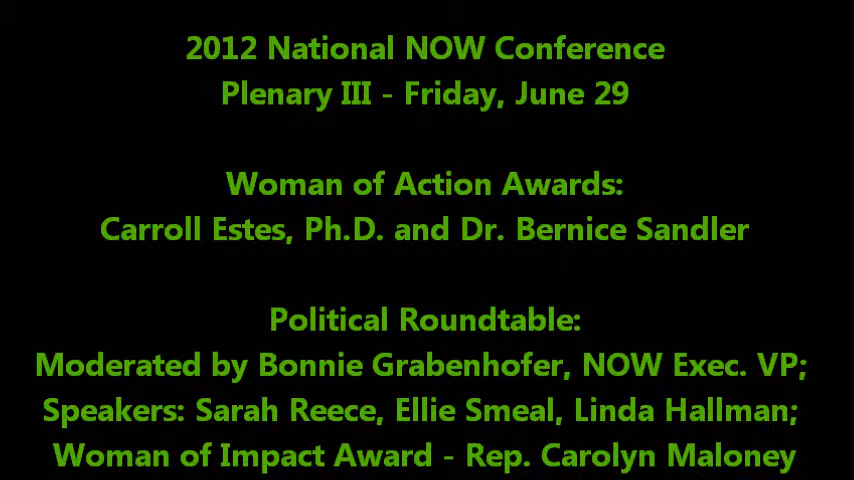 2012 National NOW Conference
Plenary III - Friday, June 29
Woman of Action Awards:
Carroll Estes, Ph.D. and Dr. Bernice Sandler
Political Roundtable:
Moderated by Bonnie Grabenhofer, NOW Exec. VP;
Speakers: Sarah Reece, Ellie Smeal, Linda Hallman;
Woman of Impact Award - Rep. Carolyn Maloney